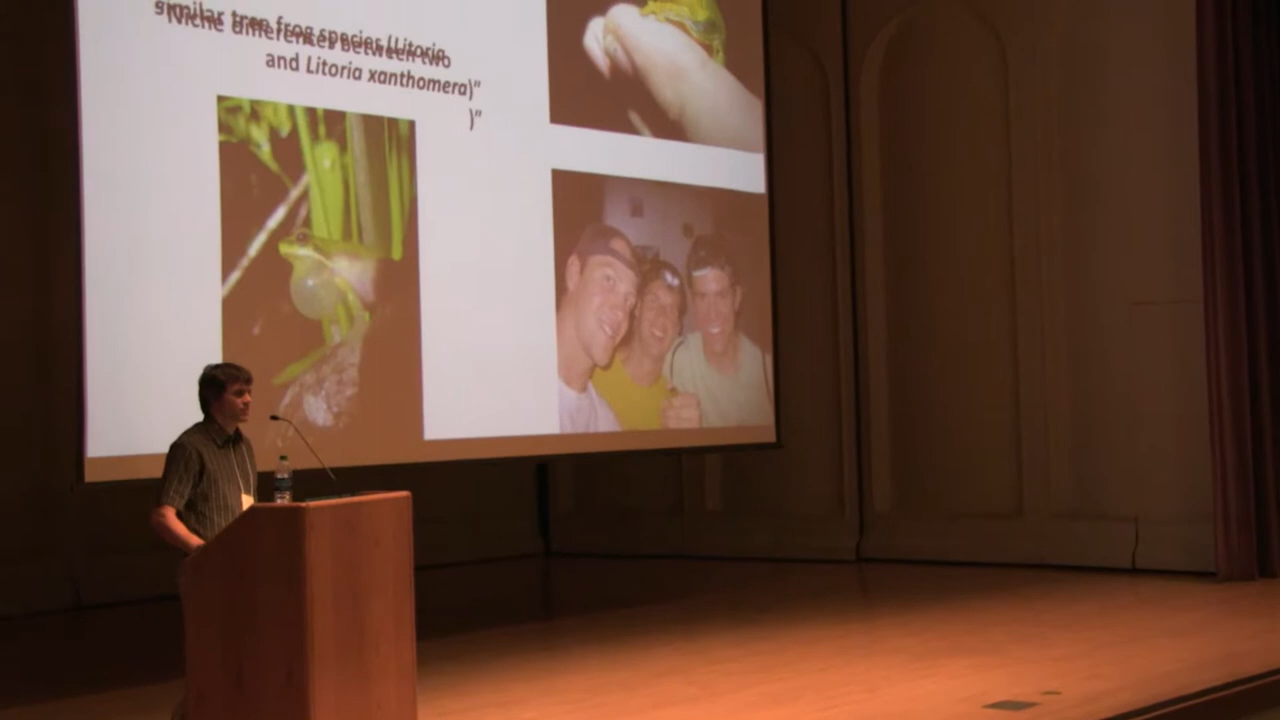 similar tree frog species (Litoria
"Niche differences between two
and Litoria xanthomera)"
)"